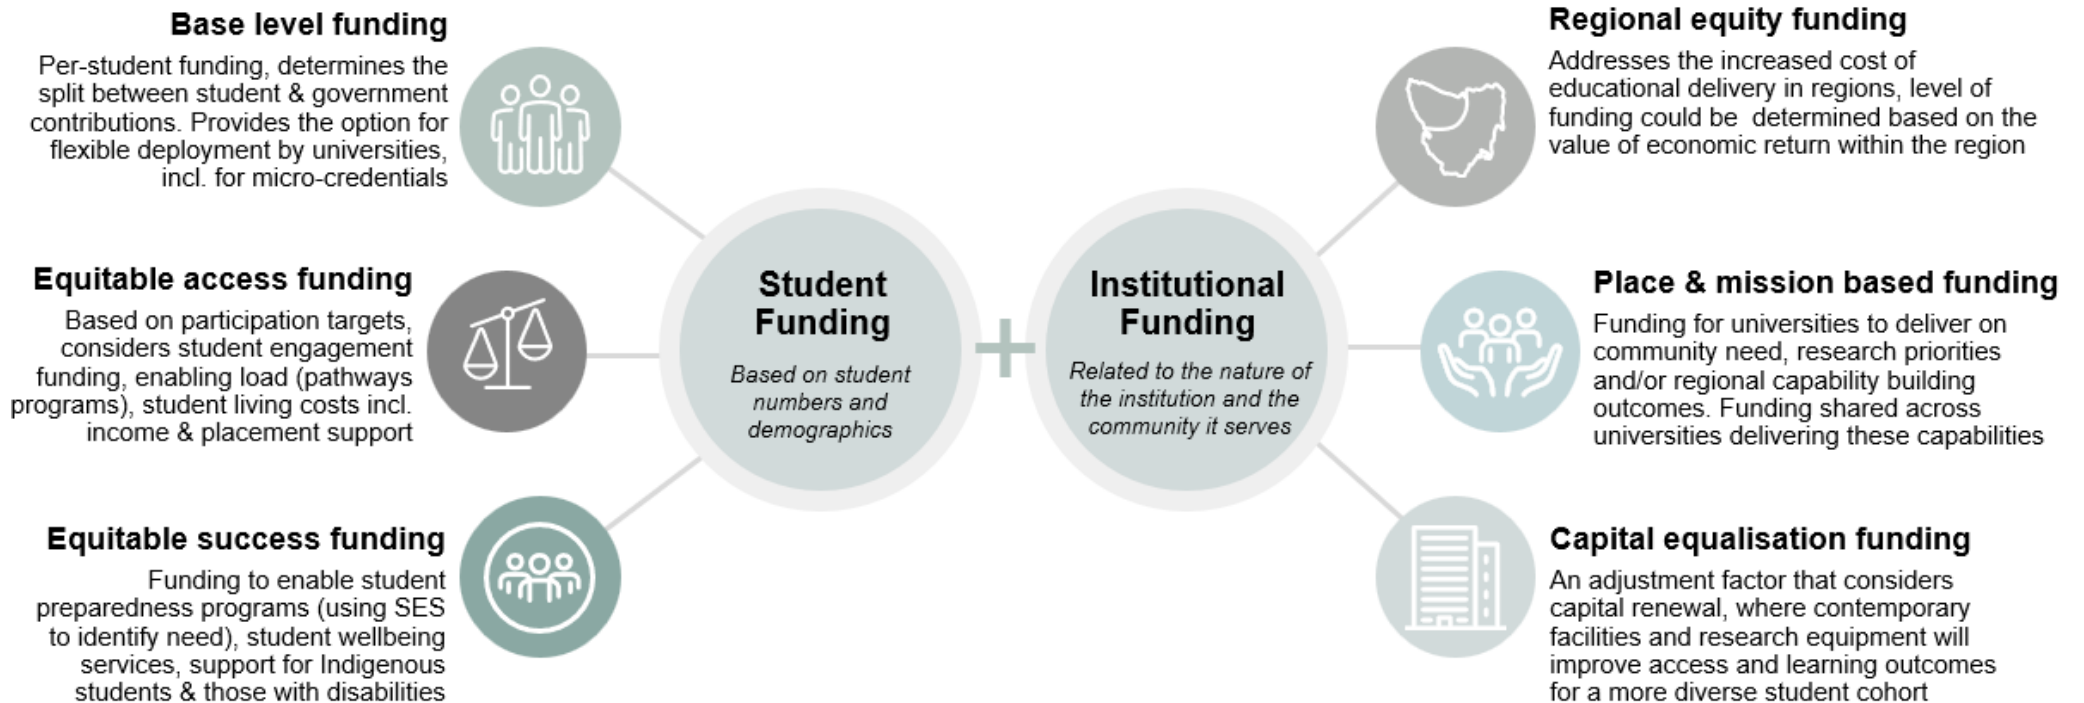 Base level funding
Per-student funding, determines the
split between student & government
contributions. Provides the option for
flexible deployment by universities,
incl. for micro-credentials
Equitable access funding
Based on participation targets,
considers student engagement
funding, enabling load (pathways
programs), student living costs incl.
income & placement support
Equitable success funding
Funding to enable student
preparedness programs (using SES
to identify need), student wellbeing
services, support for Indigenous
students & those with disabilities
Student
Funding
Based on student
numbers and
demographics
+
Institutional
Funding
Related to the nature of
the institution and the
community it serves
Regional equity funding
Addresses the increased cost of
educational delivery in regions, level of
funding could be  determined based on the
value of economic return within the region
Place & mission based funding
Funding for universities to deliver on
community need, research priorities
and/or regional capability building
outcomes. Funding shared across
universities delivering these capabilities
Capital equalisation funding
An adjustment factor that considers
capital renewal, where contemporary
facilities and research equipment will
improve access and learning outcomes
for a more diverse student cohort